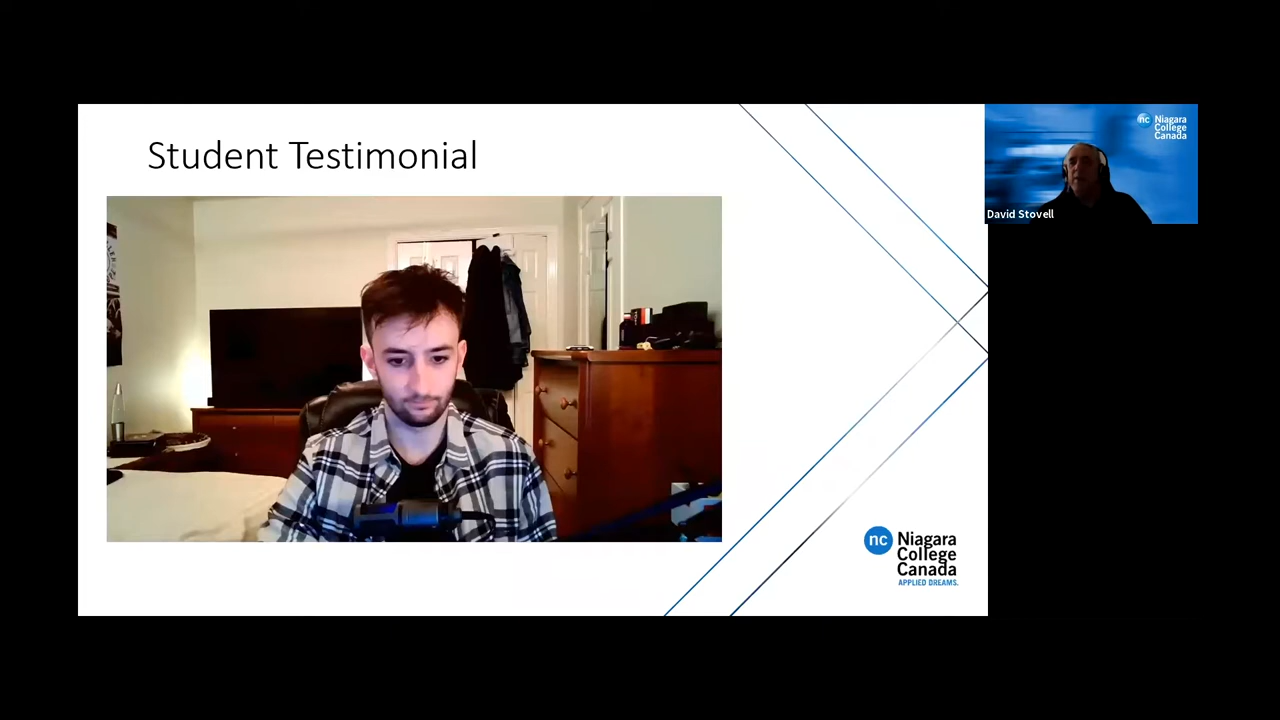 Student Testimonial
nc
Niagara
College
Canada
David Stovell
nc
Niagara
College
Canada
APPLIED DREAMS.